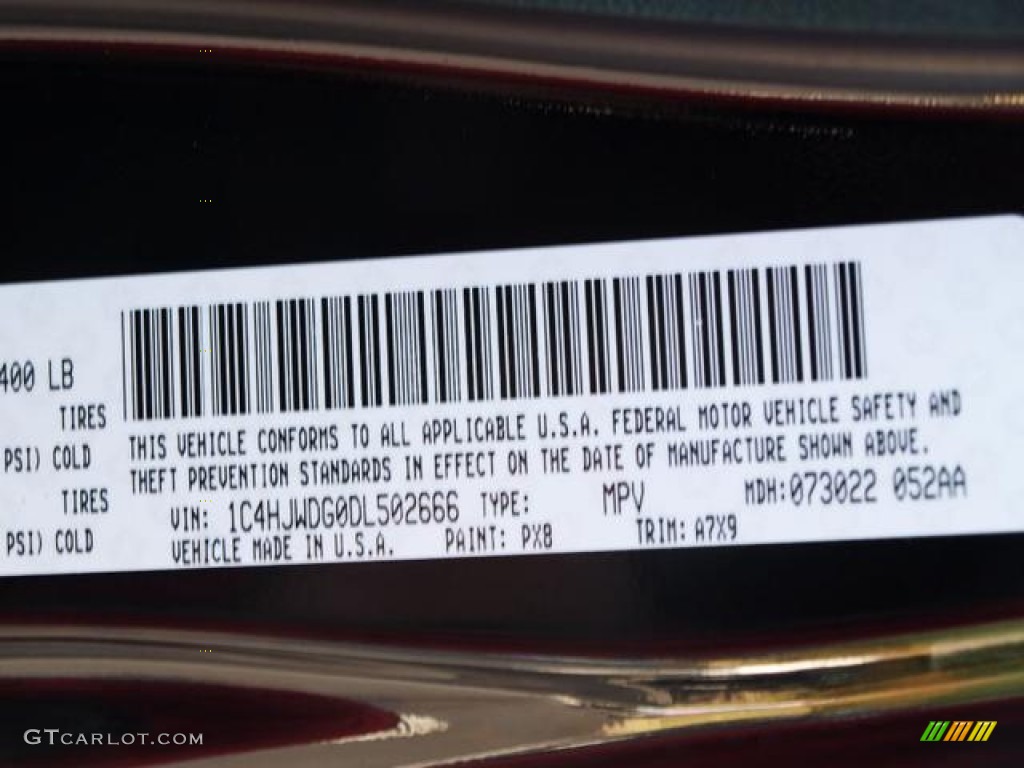 400 LB
TIRES
PSI) COLD
TIRES
PSI) COLD
THIS VEHICLE CONFORMS TO ALL APPLICABLE U.S.A. FEDERAL MOTOR VEHICLE SAFETY AND
THEFT PREVENTION STANDARDS IN EFFECT ON THE DATE OF MANUFACTURE SHOWN ABOVE.
VIN: 1C4HJWDG0DL502666 TYPE: MPV MDH:073022 052AA
VEHICLE MADE IN U.S.A. PAINT: PX8 TRIM: A7X9
GTCARLOT.COM